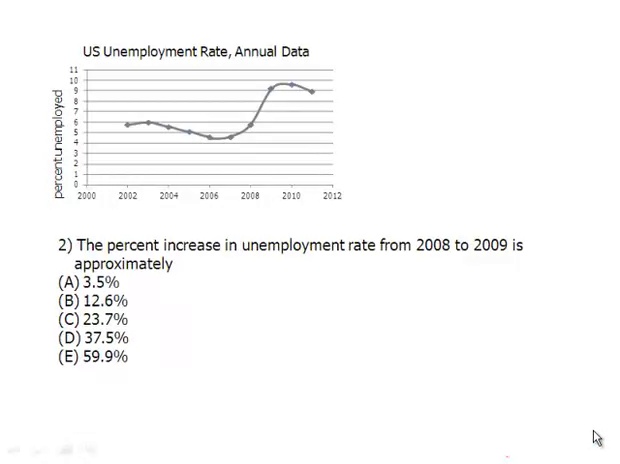 US Unemployment Rate, Annual Data
percent unemployed
11
10
9
8
7
6
5
4
3
2
1
0
2000 2002 2004 2006 2008 2010 2012
2) The percent increase in unemployment rate from 2008 to 2009 is
approximately
(A) 3.5%
(B) 12.6%
(C) 23.7%
(D) 37.5%
(E) 59.9%